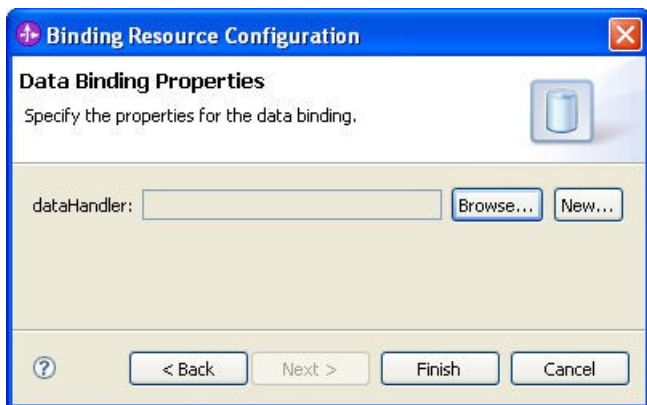 Binding Resource Configuration
Data Binding Properties
Specify the properties for the data binding.
dataHandler: Browse... New...
? < Back Next > Finish Cancel